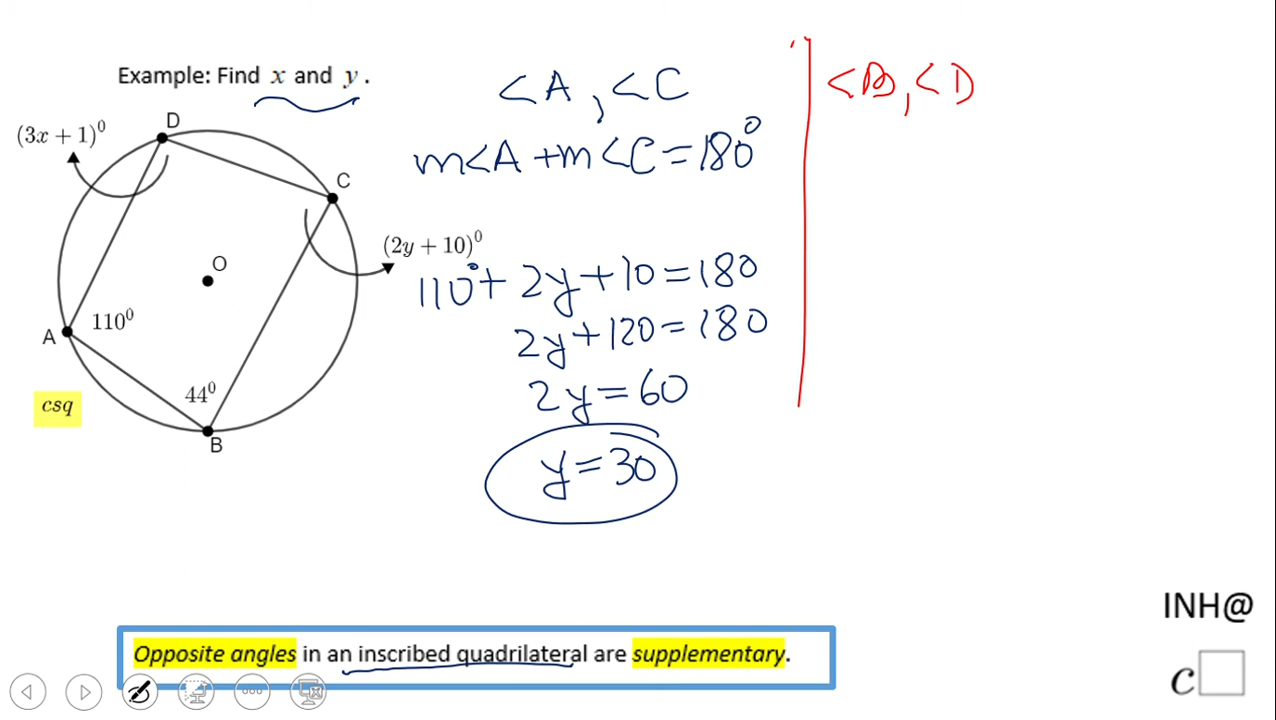 Example: Find x and y.
(3x + 1)⁰
D
C
(2y + 10)⁰
O
A
110⁰
44⁰
B
csq
<A, <C
m<A + m<C = 180⁰
110° + 2y + 10 = 180
2y + 120 = 180
2y = 60
y = 30
<B, <D
Opposite angles in an inscribed quadrilateral are supplementary.
INH@
c